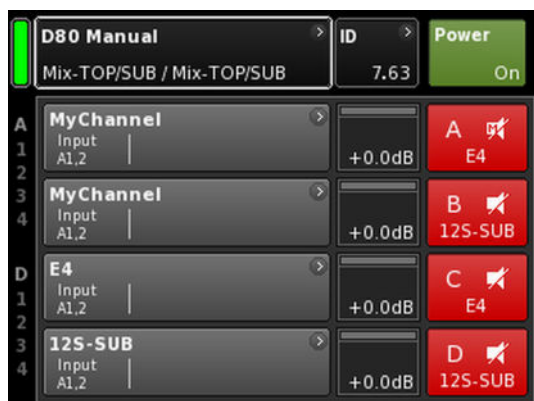 D80 Manual
Mix-TOP/SUB / Mix-TOP/SUB
ID
7.63
Power
On
A
1
2
3
4
D
1
2
3
4
MyChannel
Input
A1,2
+0.0dB
A
E4
MyChannel
Input
A1,2
+0.0dB
B
12S-SUB
E4
Input
A1,2
+0.0dB
C
E4
12S-SUB
Input
A1,2
+0.0dB
D
12S-SUB